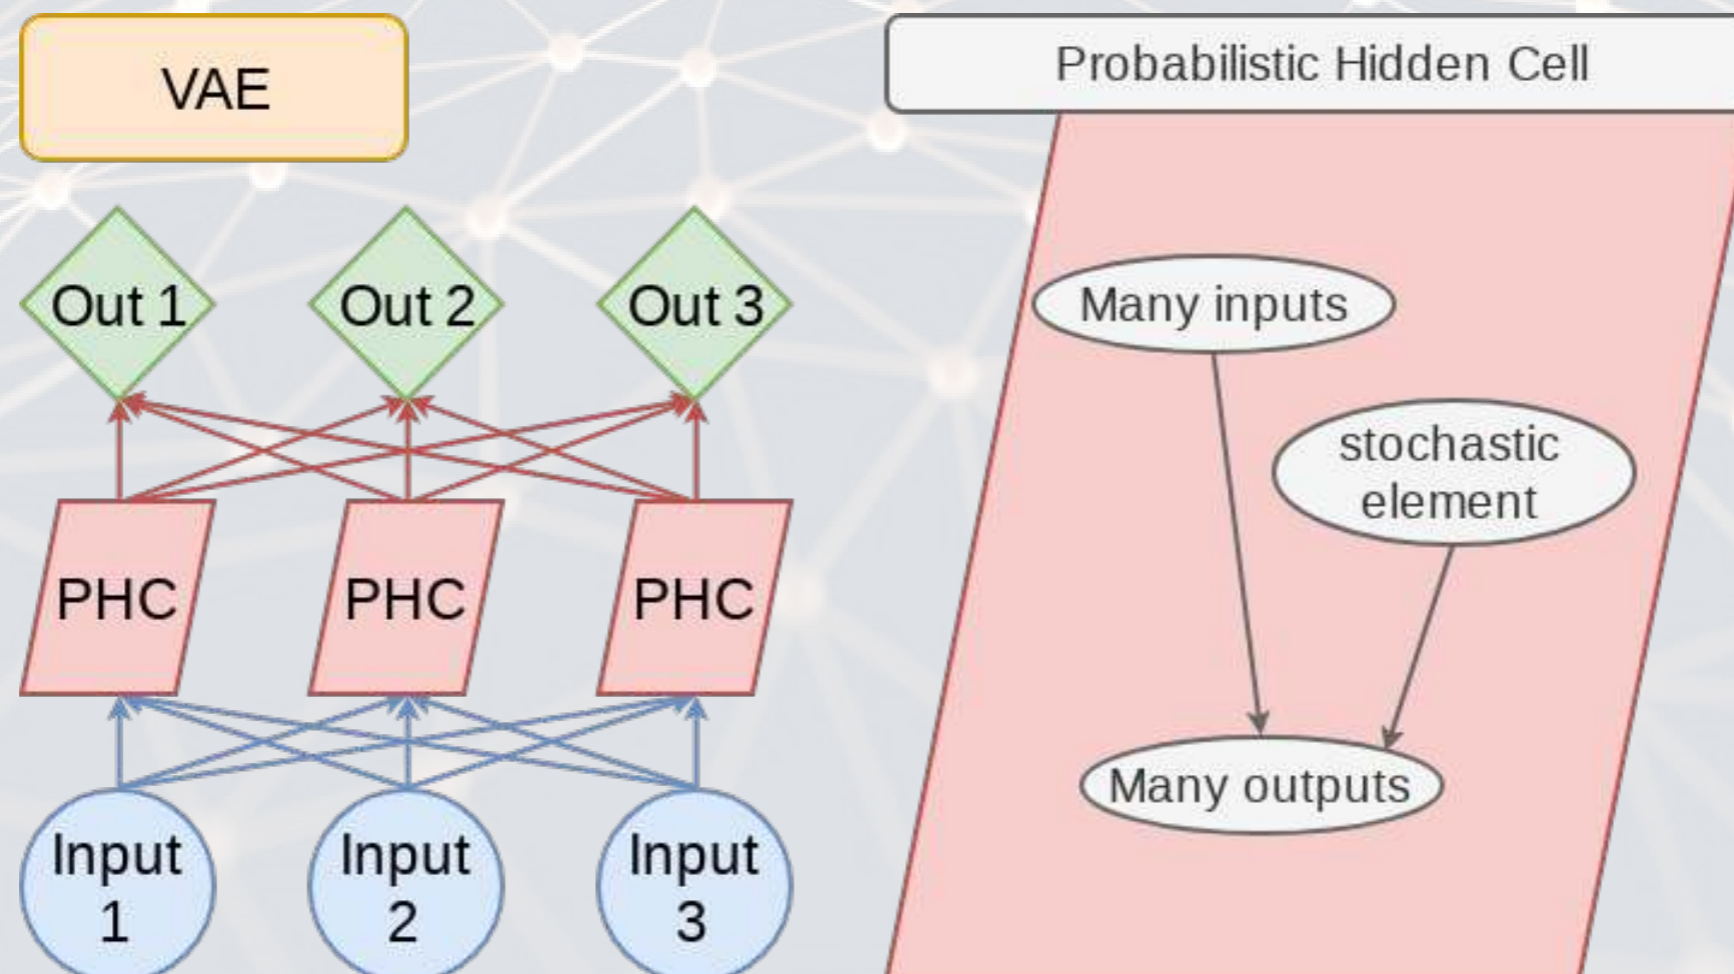 VAE
Probabilistic Hidden Cell
Out 1
Out 2
Out 3
PHC
PHC
PHC
Input
1
Input
2
Input
3
Many inputs
stochastic
element
Many outputs